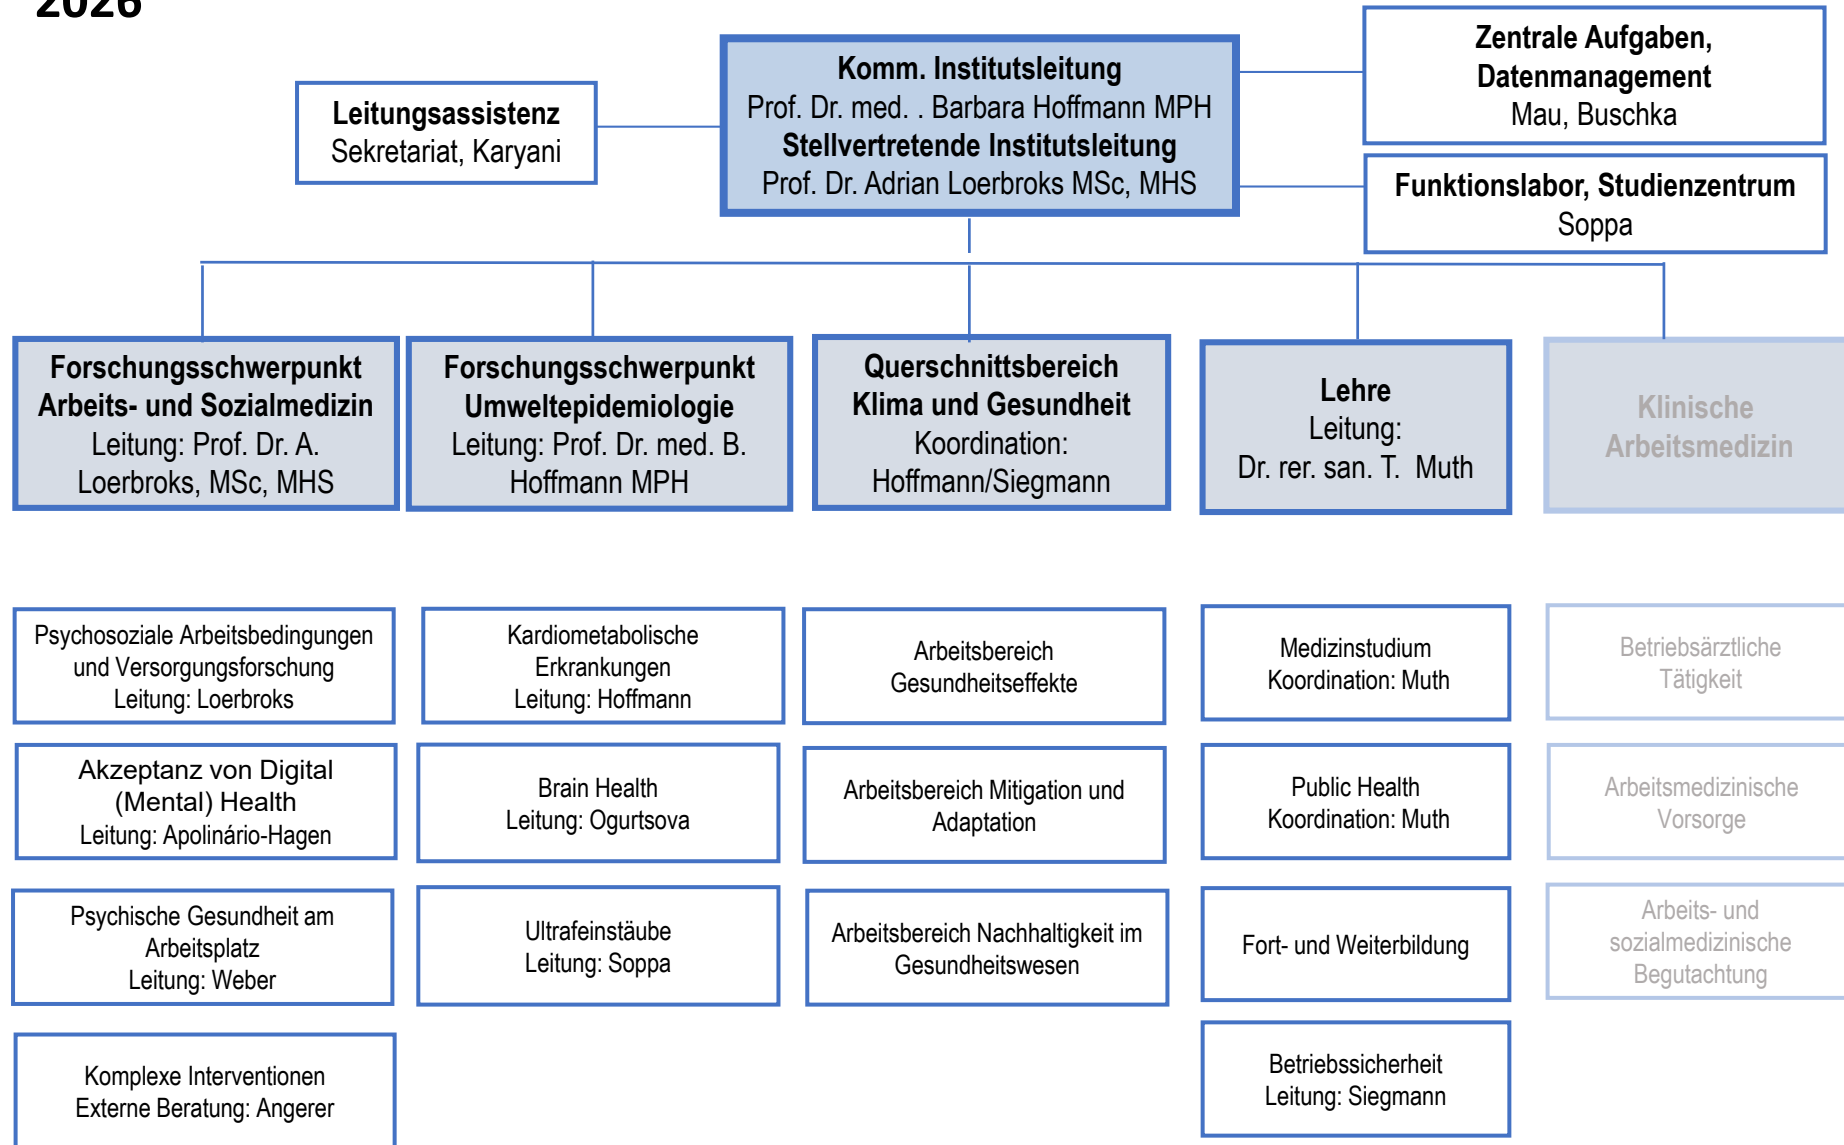 2026
Komm. Institutsleitung
Prof. Dr. med. . Barbara Hoffmann MPH
Stellvertretende Institutsleitung
Prof. Dr. Adrian Loerbroks MSc, MHS
Leitungsassistenz
Sekretariat, Karyani
Zentrale Aufgaben,
Datenmanagement
Mau, Buschka
Funktionslabor, Studienzentrum
Soppa
Forschungsschwerpunkt
Arbeits- und Sozialmedizin
Leitung: Prof. Dr. A.
Loerbroks, MSc, MHS
Forschungsschwerpunkt
Umweltepidemiologie
Leitung: Prof. Dr. med. B.
Hoffmann MPH
Querschnittsbereich
Klima und Gesundheit
Koordination:
Hoffmann/Siegmann
Lehre
Leitung:
Dr. rer. san. T. Muth
Klinische
Arbeitsmedizin
Psychosoziale Arbeitsbedingungen
und Versorgungsforschung
Leitung: Loerbroks
Akzeptanz von Digital
(Mental) Health
Leitung: Apolinário-Hagen
Psychische Gesundheit am
Arbeitsplatz
Leitung: Weber
Komplexe Interventionen
Externe Beratung: Angerer
Kardiometabolische
Erkrankungen
Leitung: Hoffmann
Brain Health
Leitung: Ogurtsova
Ultrafeinstäube
Leitung: Soppa
Arbeitsbereich
Gesundheitseffekte
Arbeitsbereich Mitigation und
Adaptation
Arbeitsbereich Nachhaltigkeit im
Gesundheitswesen
Medizinstudium
Koordination: Muth
Public Health
Koordination: Muth
Fort- und Weiterbildung
Betriebssicherheit
Leitung: Siegmann
Betriebsärztliche
Tätigkeit
Arbeitsmedizinische
Vorsorge
Arbeits- und
sozialmedizinische
Begutachtung